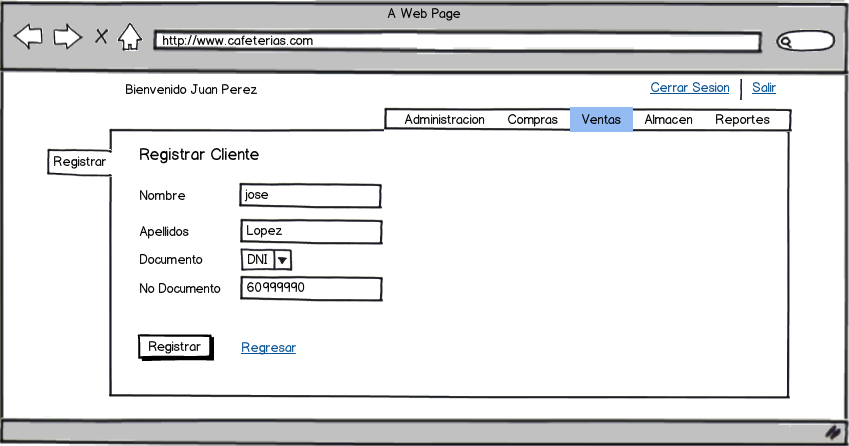 A Web Page
http://www.cafeterias.com
Bienvenido Juan Perez
Cerrar Sesion Salir
Administracion Compras Ventas Almacen Reportes
Registrar
Registrar Cliente
Nombre jose
Apellidos Lopez
Documento DNI
No Documento 60999990
Registrar Regresar